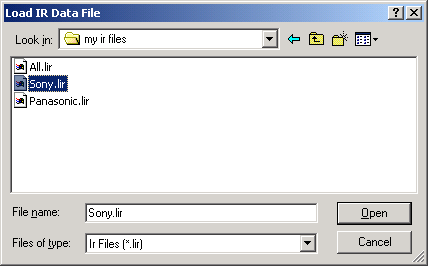 Load IR Data File
Look in: my ir files
All.lir
Sony.lir
Panasonic.lir
File name: Sony.lir Open
Files of type: Ir Files (*.lir) Cancel